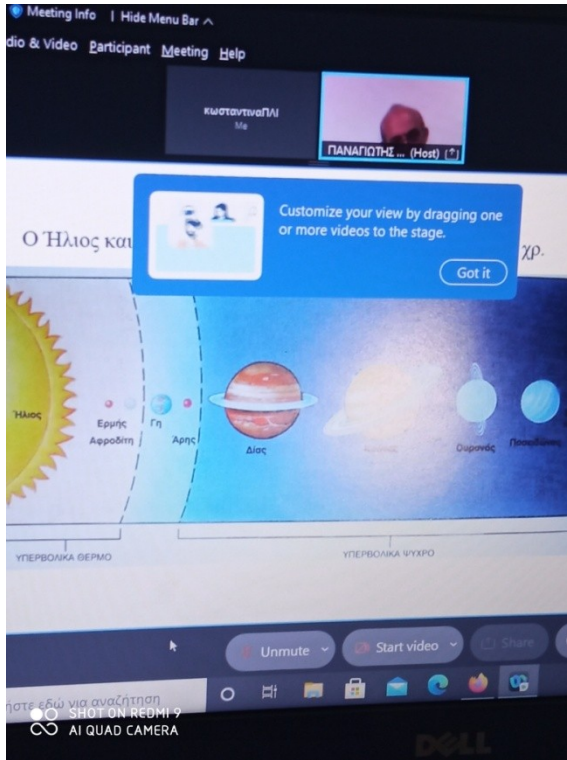 Meeting Info | Hide Menu Bar
dio & Video Participant Meeting Help
κωσταντιναΠΛΙ
Me
ΠΑΝΑΓΙΩΤΗΣ ... (Host)
Customize your view by dragging one
or more videos to the stage.
Got it
Ο Ήλιος και
χρ.
Ήλιος
Ερμής
Αφροδίτη
Γη
Άρης
Δίας
Ουρανός
Ποσειδώνας
ΥΠΕΡΒΟΛΙΚΑ ΘΕΡΜΟ
ΥΠΕΡΒΟΛΙΚΑ ΨΥΧΡΟ
Unmute
Start video
Share
ήστε εδώ για αναζήτηση
SHOT ON REDMI 9
AI QUAD CAMERA
DELL